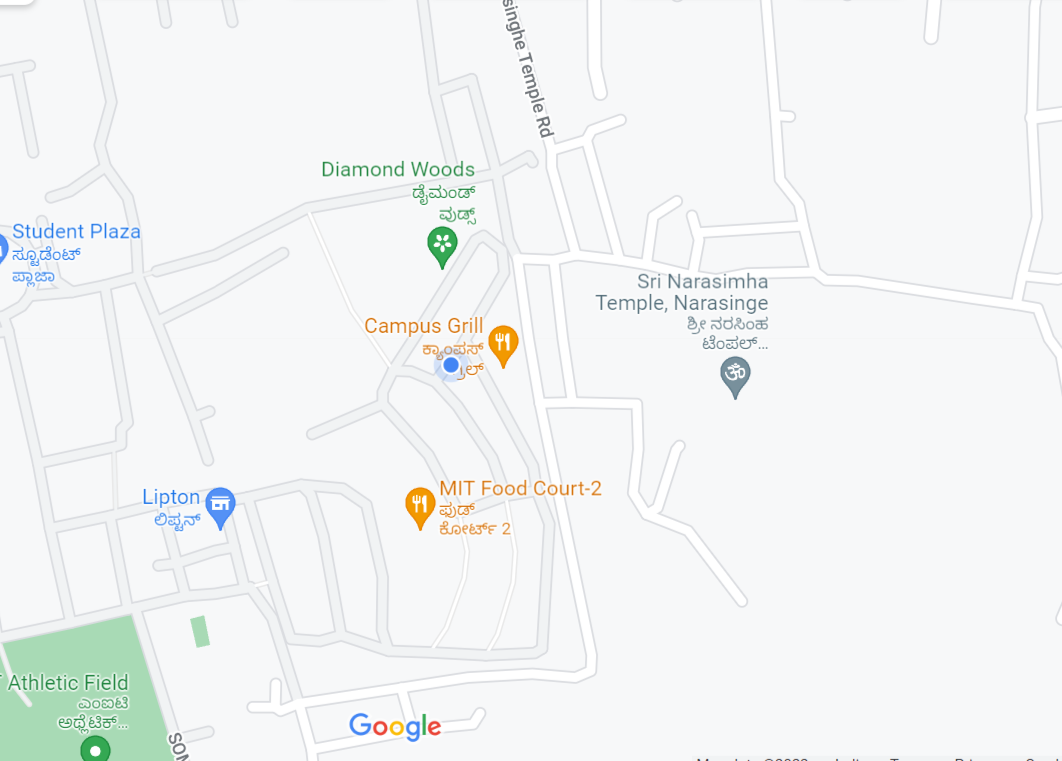 singhe Temple Rd
Diamond Woods
ಡೈಮಂಡ್
ವುಡ್ಸ್
Student Plaza
ಸ್ಟೂಡೆಂಟ್
ಪ್ಲಾಜಾ
Sri Narasimha
Temple, Narasinge
ಶ್ರೀ ನರಸಿಂಹ
ಟೆಂಪಲ್...
Campus Grill
ಕ್ಯಾಂಪಸ್
MIT Food Court-2
ಫುಡ್
ಕೋರ್ಟ್ 2
Lipton
ಲಿಪ್ಟನ್
Athletic Field
ಎಂಐಟಿ
ಅಥ್ಲೆಟಿಕ್...
Google